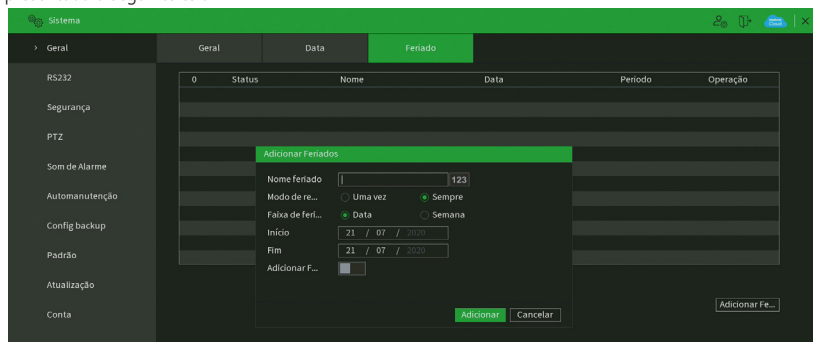 Sistema
Geral
RS232
Segurança
PTZ
Som de Alarme
Automanutenção
Config backup
Padrão
Atualização
Conta
Geral Data Feriado
0 Status Nome Data Período Operação
Adicionar Feriados
Nome feriado 123
Modo de re... Uma vez Sempre
Faixa de feri... Data Semana
Início 21 / 07 / 2020
Fim 21 / 07 / 2020
Adicionar F...
Adicionar Cancelar
Adicionar Fe...